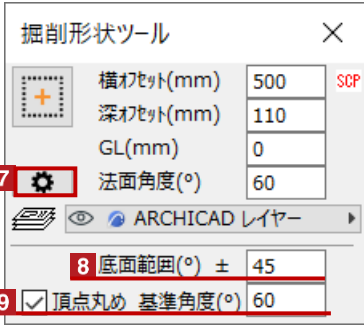 掘削形状ツール
横ｵﾌｾｯﾄ(mm) 500 SCP
深ｵﾌｾｯﾄ(mm) 110
GL(mm) 0
7 法面角度(°) 60
ARCHICAD レイヤー
8 底面範囲(°) ± 45
9 頂点丸め 基準角度(°) 60